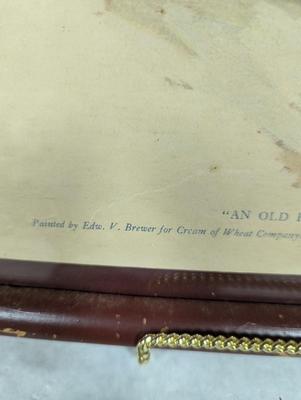 "AN OLD
Painted by Edw. V. Brewer for Cream of Wheat Company